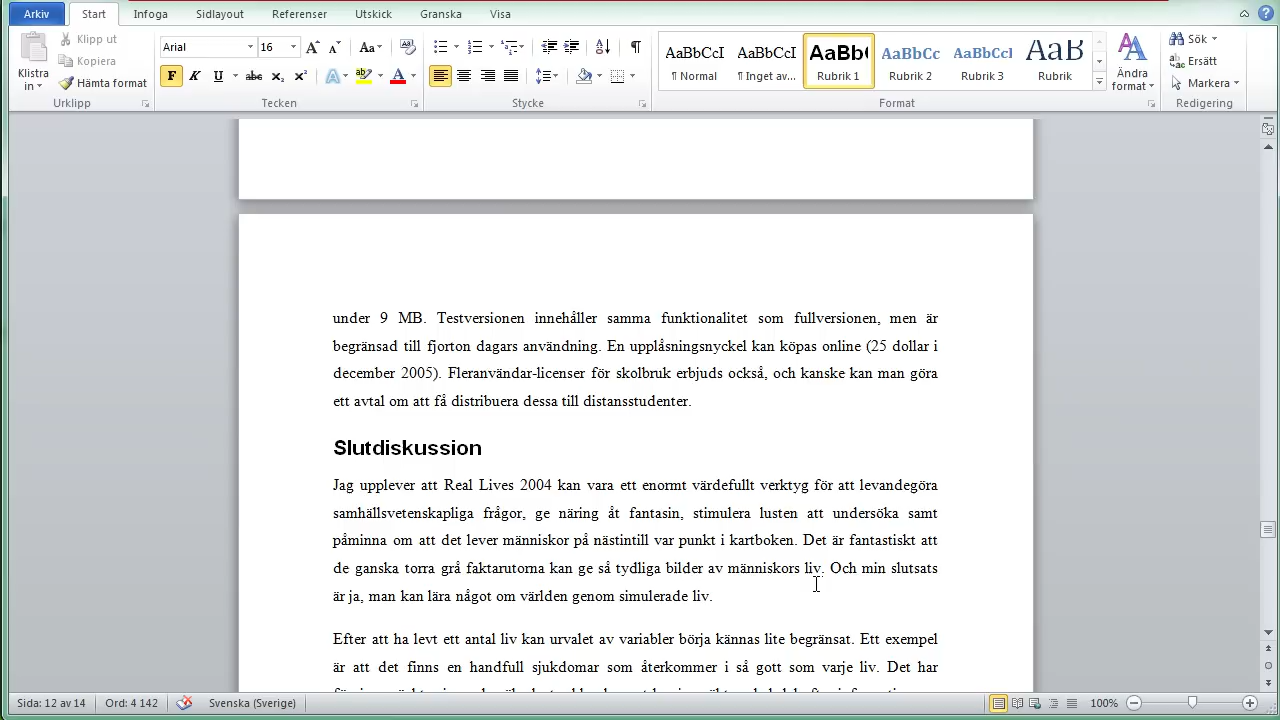 Arkiv Start Infoga Sidlayout Referenser Utskick Granska Visa
Klistra in
Klipp ut
Kopiera
Hämta format
Urklipp
Arial 16
F K U abc x₂ x² A A Aa
Tecken
Stycke
AaBbCcI AaBbCcI AaBb( AaBbCc AaBbCcI AaB
¶ Normal ¶ Inget av... Rubrik 1 Rubrik 2 Rubrik 3 Rubrik
Format
Ändra format
Sök
Ersätt
Markera
Redigering
under 9 MB. Testversionen innehåller samma funktionalitet som fullversionen, men är
begränsad till fjorton dagars användning. En upplåsningsnyckel kan köpas online (25 dollar i
december 2005). Fleranvändar-licenser för skolbruk erbjuds också, och kanske kan man göra
ett avtal om att få distribuera dessa till distansstudenter.
Slutdiskussion
Jag upplever att Real Lives 2004 kan vara ett enormt värdefullt verktyg för att levandegöra
samhällsvetenskapliga frågor, ge näring åt fantasin, stimulera lusten att undersöka samt
påminna om att det lever människor på nästintill var punkt i kartboken. Det är fantastiskt att
de ganska torra grå faktarutorna kan ge så tydliga bilder av människors liv. Och min slutsats
är ja, man kan lära något om världen genom simulerade liv.
Efter att ha levt ett antal liv kan urvalet av variabler börja kännas lite begränsat. Ett exempel
är att det finns en handfull sjukdomar som återkommer i så gott som varje liv. Det har
Sida: 12 av 14 Ord: 4 142 Svenska (Sverige) 100%